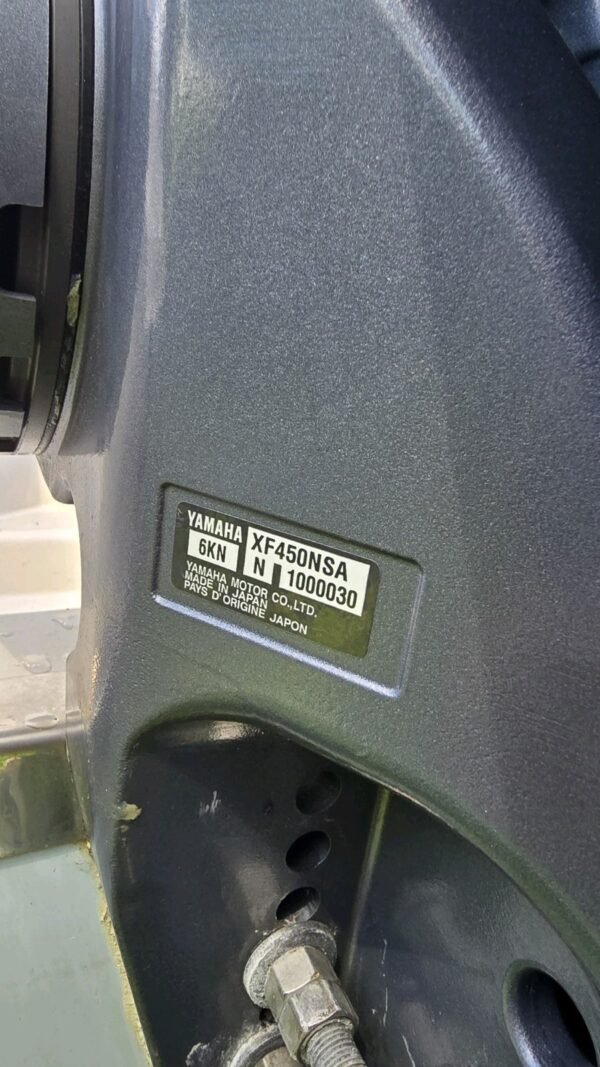 YAMAHA XF450NSA
6KN N 1000030
YAMAHA MOTOR CO.,LTD.
MADE IN JAPAN
PAYS D'ORIGINE JAPON